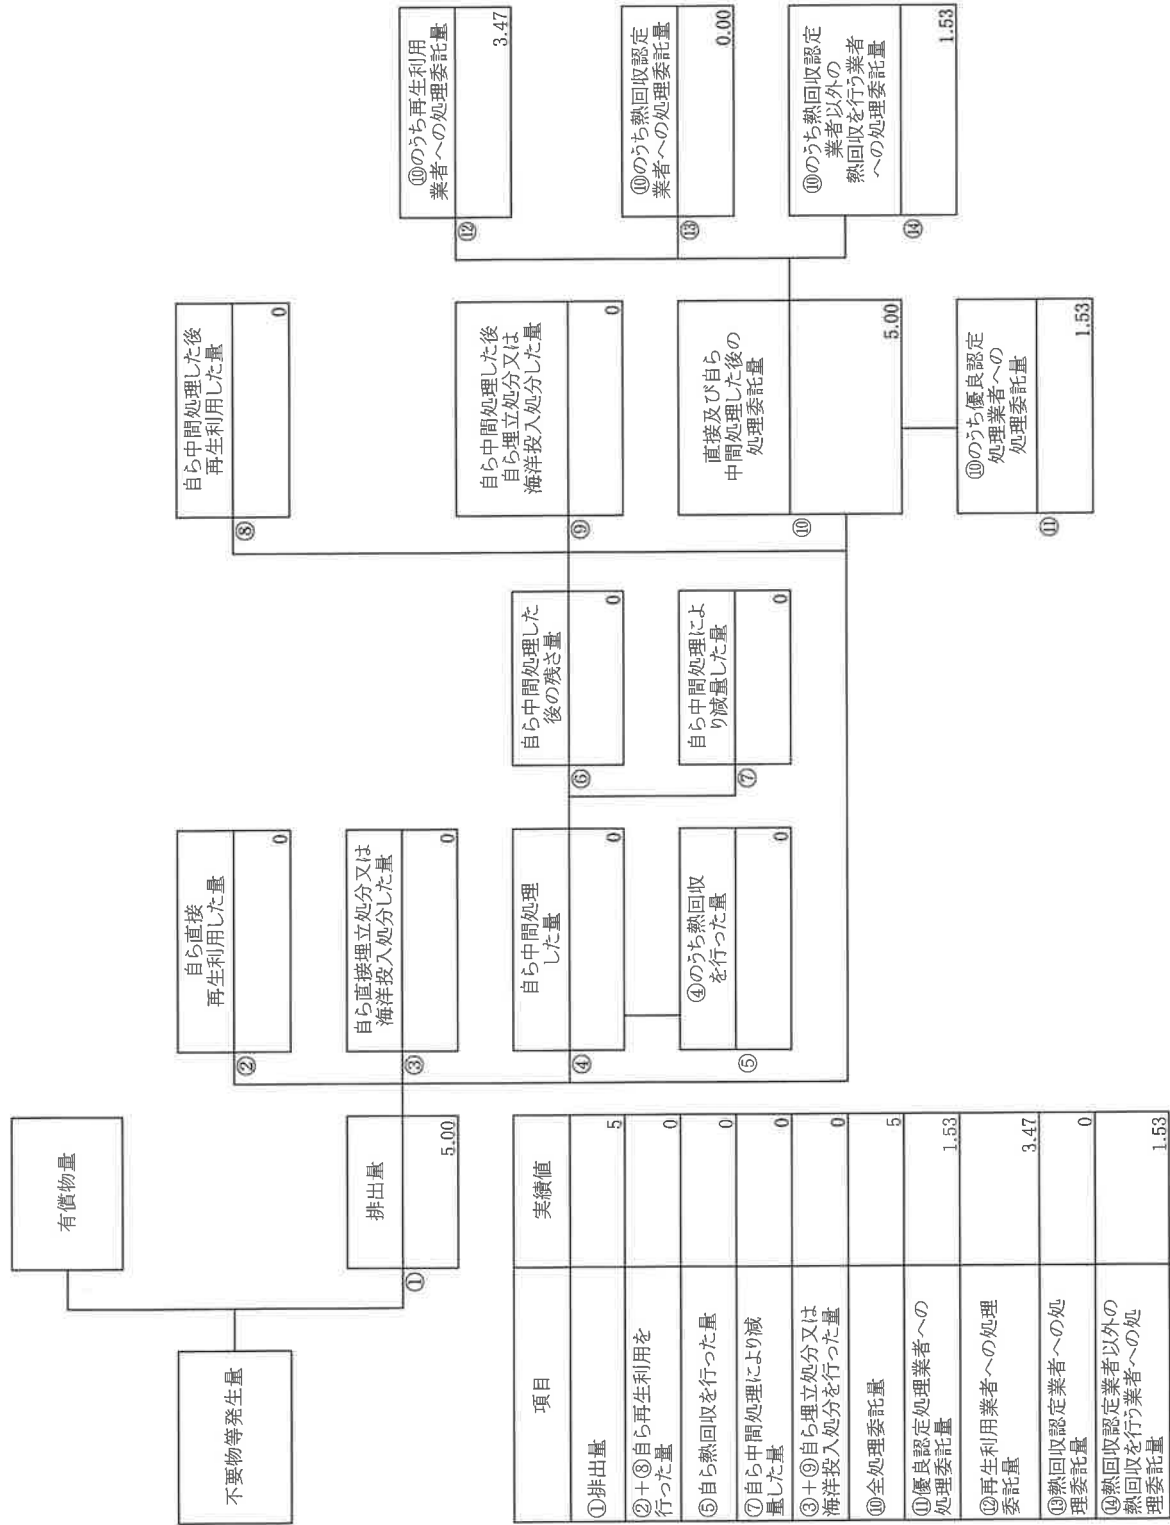 不要物等発生量
有償物量
排出量
①
5.00
自ら直接
再生利用した量
②
0
自ら直接埋立処分又は
海洋投入処分した量
③
0
自ら中間処理
した量
④
0
④のうち熱回収
を行った量
⑤
0
自ら中間処理した
後の残さ量
⑥
0
自ら中間処理によ
り減量した量
⑦
0
自ら中間処理した後
再生利用した量
⑧
0
自ら中間処理した後
自ら埋立処分又は
海洋投入処分した量
⑨
0
直接及び自ら
中間処理した後の
処理委託量
⑩
5.00
⑩のうち優良認定
処理業者への
処理委託量
⑪
1.53
⑩のうち再生利用
業者への処理委託量
⑫
3.47
⑩のうち熱回収認定
業者への処理委託量
⑬
0.00
⑩のうち熱回収認定
業者以外の
熱回収を行う業者
への処理委託量
⑭
1.53
項目 実績値
①排出量 5
②+⑧自ら再生利用を
行った量 0
⑤自ら熱回収を行った量 0
⑦自ら中間処理により減
量した量 0
③+⑨自ら埋立処分又は
海洋投入処分を行った量 0
⑩全処理委託量 5
⑪優良認定処理業者への
処理委託量 1.53
⑫再生利用業者への処理
委託量 3.47
⑬熱回収認定業者への処
理委託量 0
⑭熱回収認定業者以外の
熱回収を行う業者への処
理委託量 1.53